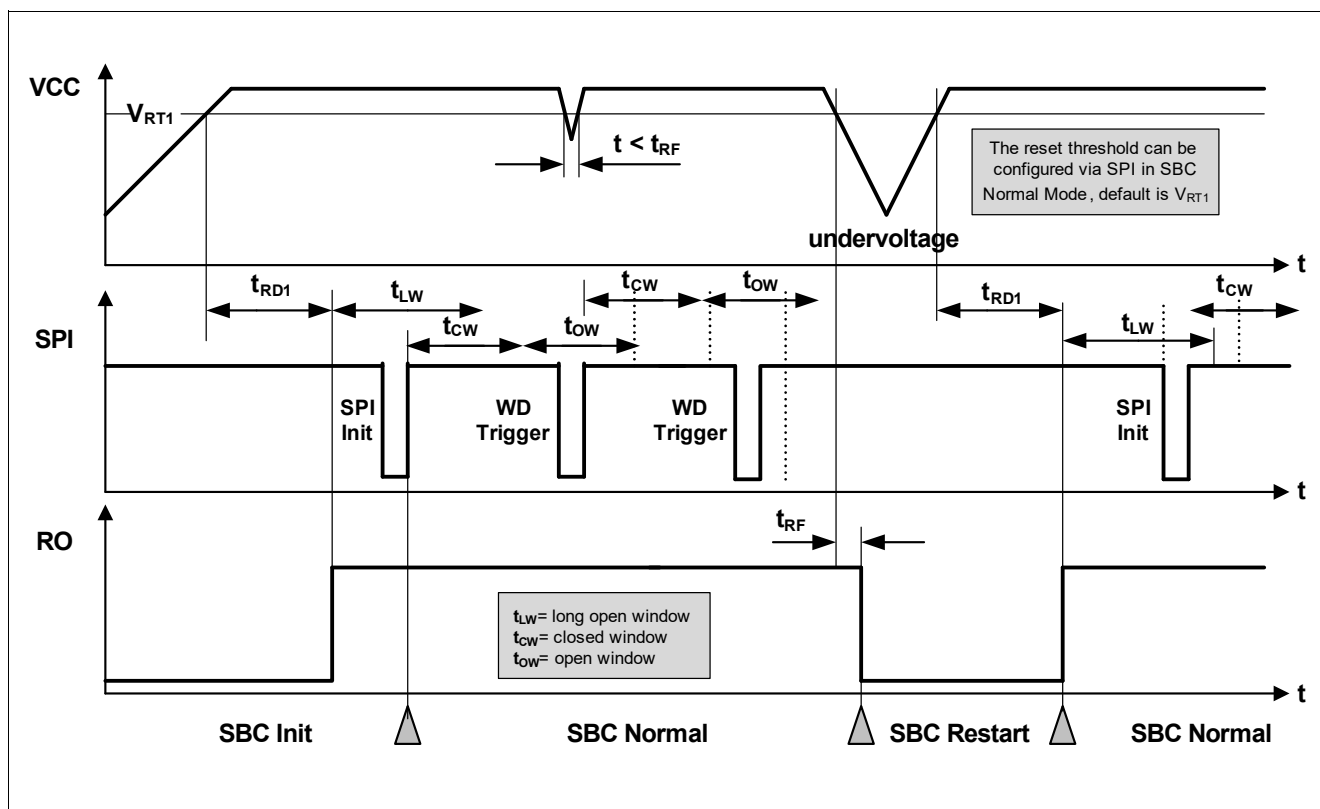 VCC
VRT1
t < tRF
The reset threshold can be
configured via SPI in SBC
Normal Mode, default is VRT1
undervoltage
t
tRD1
tLW
tCW
tOW
tCW
tOW
tRD1
tLW
tCW
SPI
SPI
Init
WD
Trigger
WD
Trigger
SPI
Init
t
RO
tRF
tLW= long open window
tCW= closed window
tOW= open window
t
SBC Init
SBC Normal
SBC Restart
SBC Normal